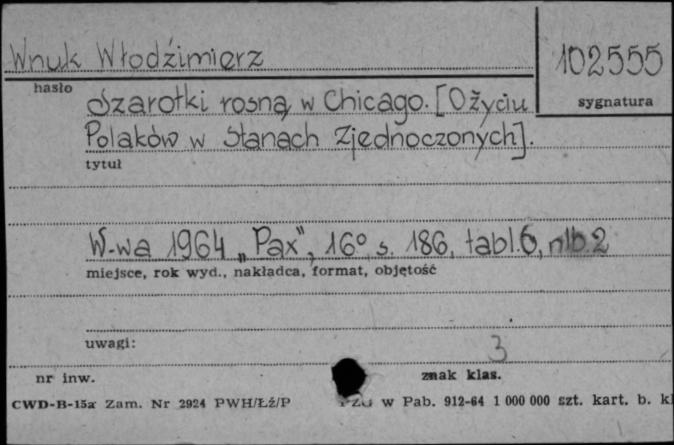 Wnuk Włodzimierz
102555
hasło
sygnatura
Szarotki rosną w Chicago. [O życiu
Polaków w Stanach Zjednoczonych].
tytuł
W-wa 1964 „Pax", 16° s. 186, tabl. 6, nlb. 2
miejsce, rok wyd., nakładca, format, objętość
uwagi:
3
nr inw.
znak klas.
CWD-B-15a Zam. Nr 2924 PWH/Łź/P
w Pab. 912-64 1 000 000 szt. kart. b. kl